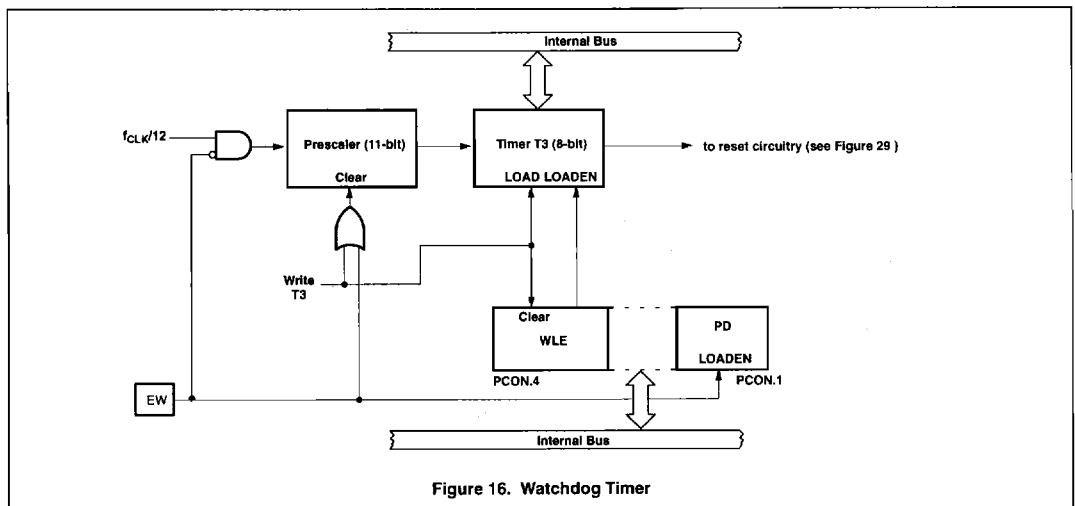 Internal Bus
fCLK/12
Prescaler (11-bit)
Clear
Timer T3 (8-bit)
LOAD LOADEN
to reset circuitry (see Figure 29 )
Write
T3
Clear
WLE
PCON.4
PD
LOADEN
PCON.1
EW
Internal Bus
Figure 16. Watchdog Timer